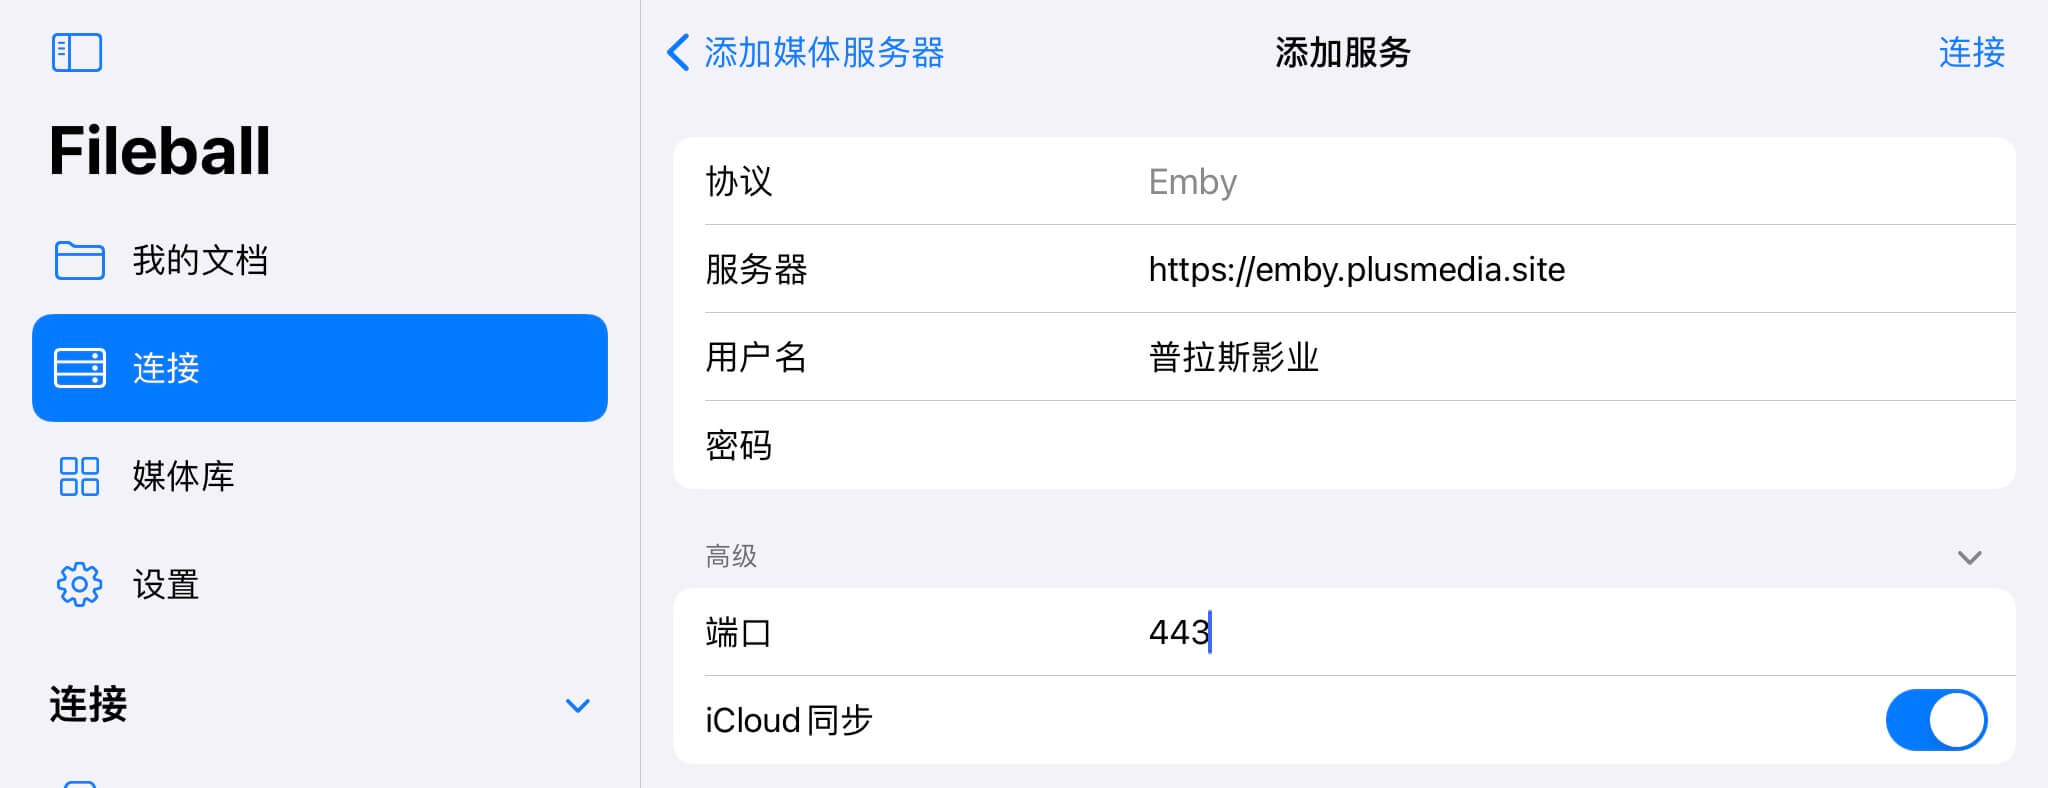 Fileball
我的文档
连接
媒体库
设置
连接
添加媒体服务器
添加服务
连接
协议 Emby
服务器 https://emby.plusmedia.site
用户名 普拉斯影业
密码
高级
端口 443
iCloud 同步